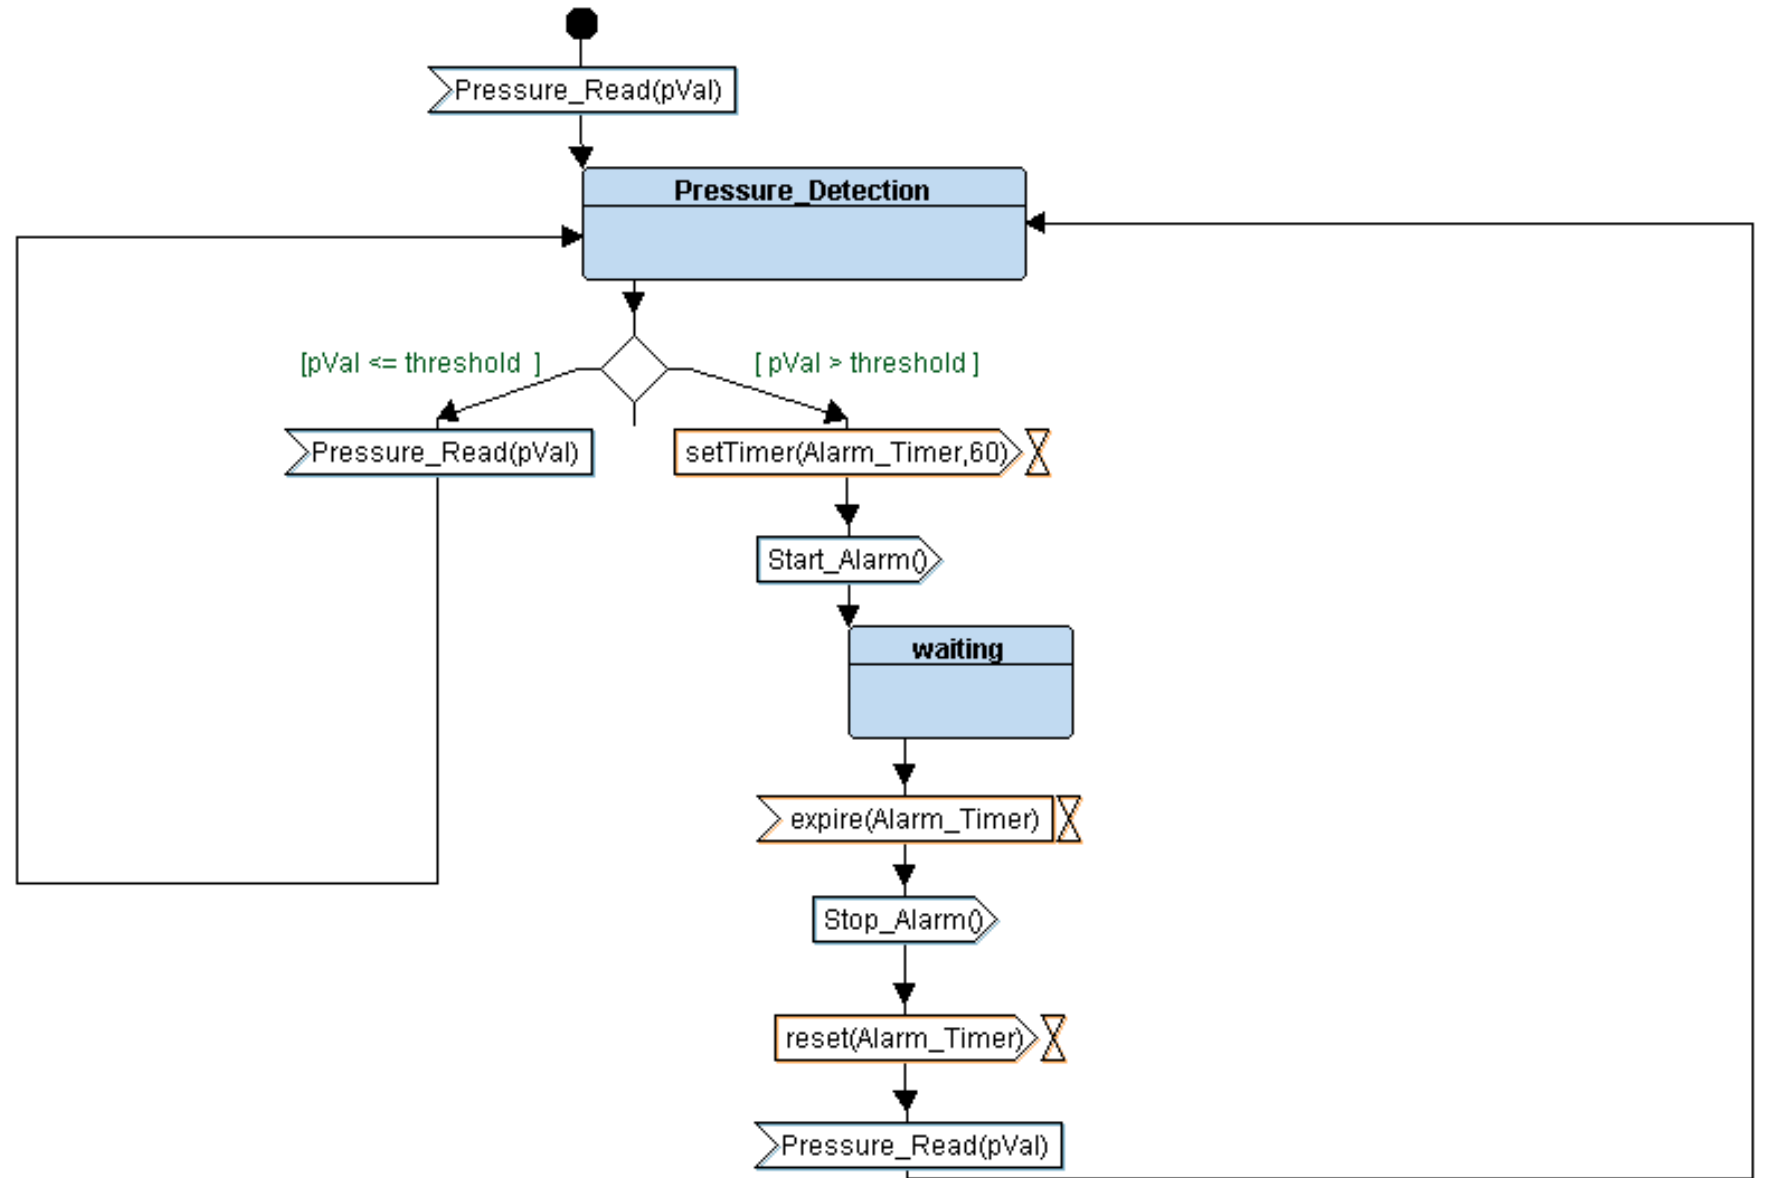 Pressure_Read(pVal)
Pressure_Detection
[pVal <= threshold ]
[ pVal > threshold ]
Pressure_Read(pVal)
setTimer(Alarm_Timer,60)
Start_Alarm()
waiting
expire(Alarm_Timer)
Stop_Alarm()
reset(Alarm_Timer)
Pressure_Read(pVal)